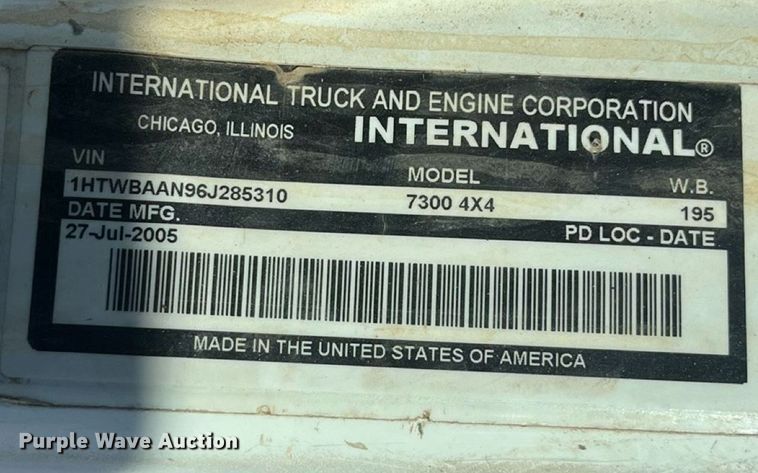 INTERNATIONAL TRUCK AND ENGINE CORPORATION
CHICAGO, ILLINOIS INTERNATIONAL®
VIN MODEL W.B.
1HTWBAAN96J285310 7300 4X4 195
DATE MFG. PD LOC - DATE
27-Jul-2005
MADE IN THE UNITED STATES OF AMERICA
Purple Wave Auction